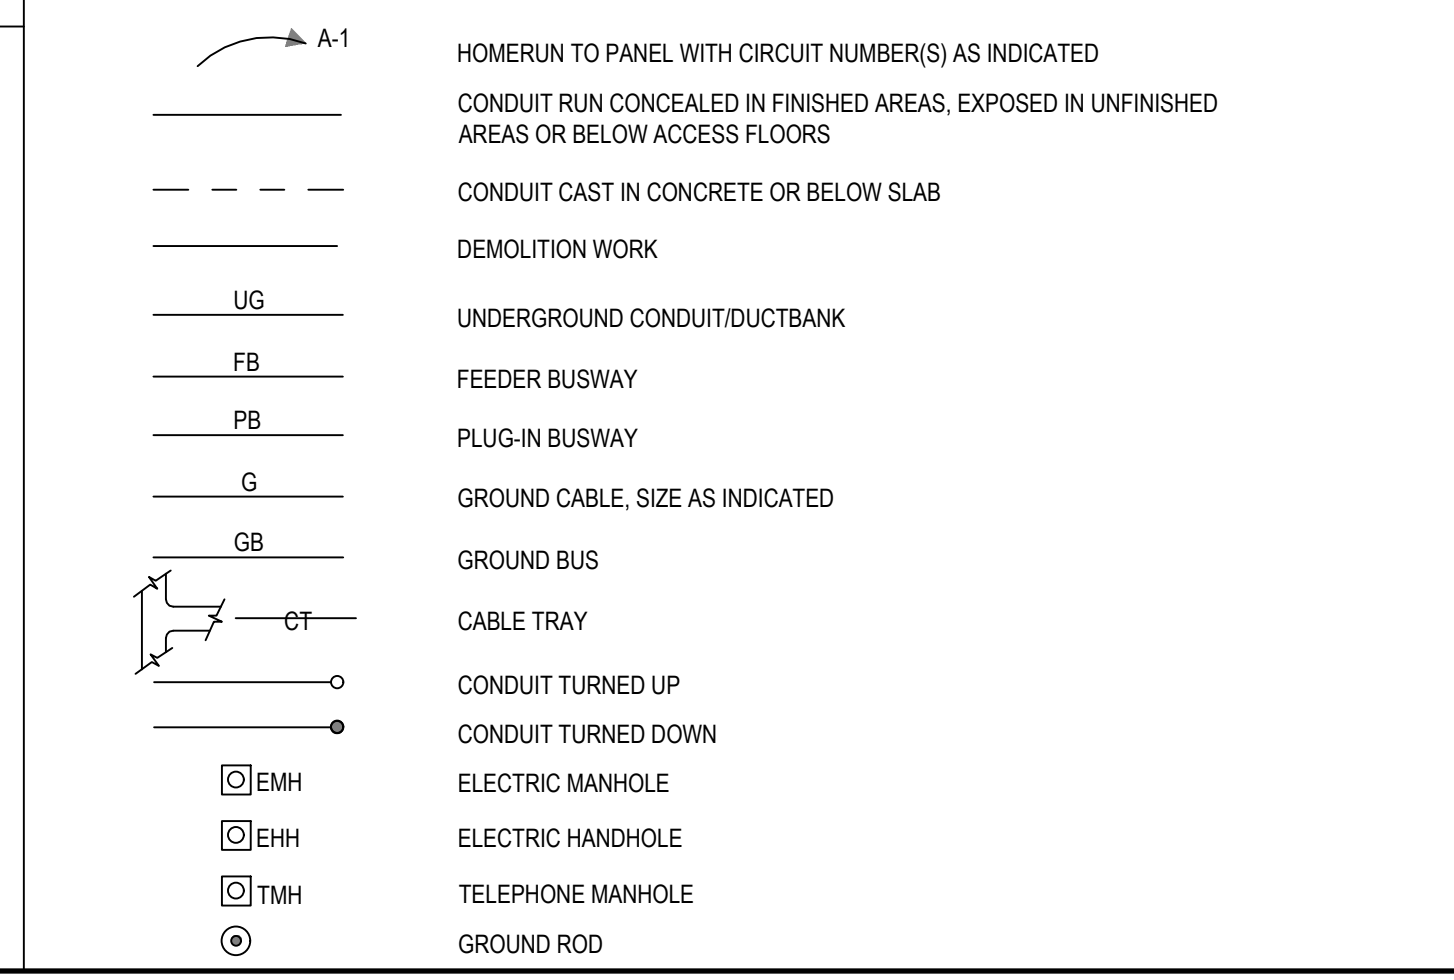 A-1
HOMERUN TO PANEL WITH CIRCUIT NUMBER(S) AS INDICATED
CONDUIT RUN CONCEALED IN FINISHED AREAS, EXPOSED IN UNFINISHED
AREAS OR BELOW ACCESS FLOORS
CONDUIT CAST IN CONCRETE OR BELOW SLAB
DEMOLITION WORK
UG
UNDERGROUND CONDUIT/DUCTBANK
FB
FEEDER BUSWAY
PB
PLUG-IN BUSWAY
G
GROUND CABLE, SIZE AS INDICATED
GB
GROUND BUS
CT
CABLE TRAY
CONDUIT TURNED UP
CONDUIT TURNED DOWN
EMH
ELECTRIC MANHOLE
EHH
ELECTRIC HANDHOLE
TMH
TELEPHONE MANHOLE
GROUND ROD